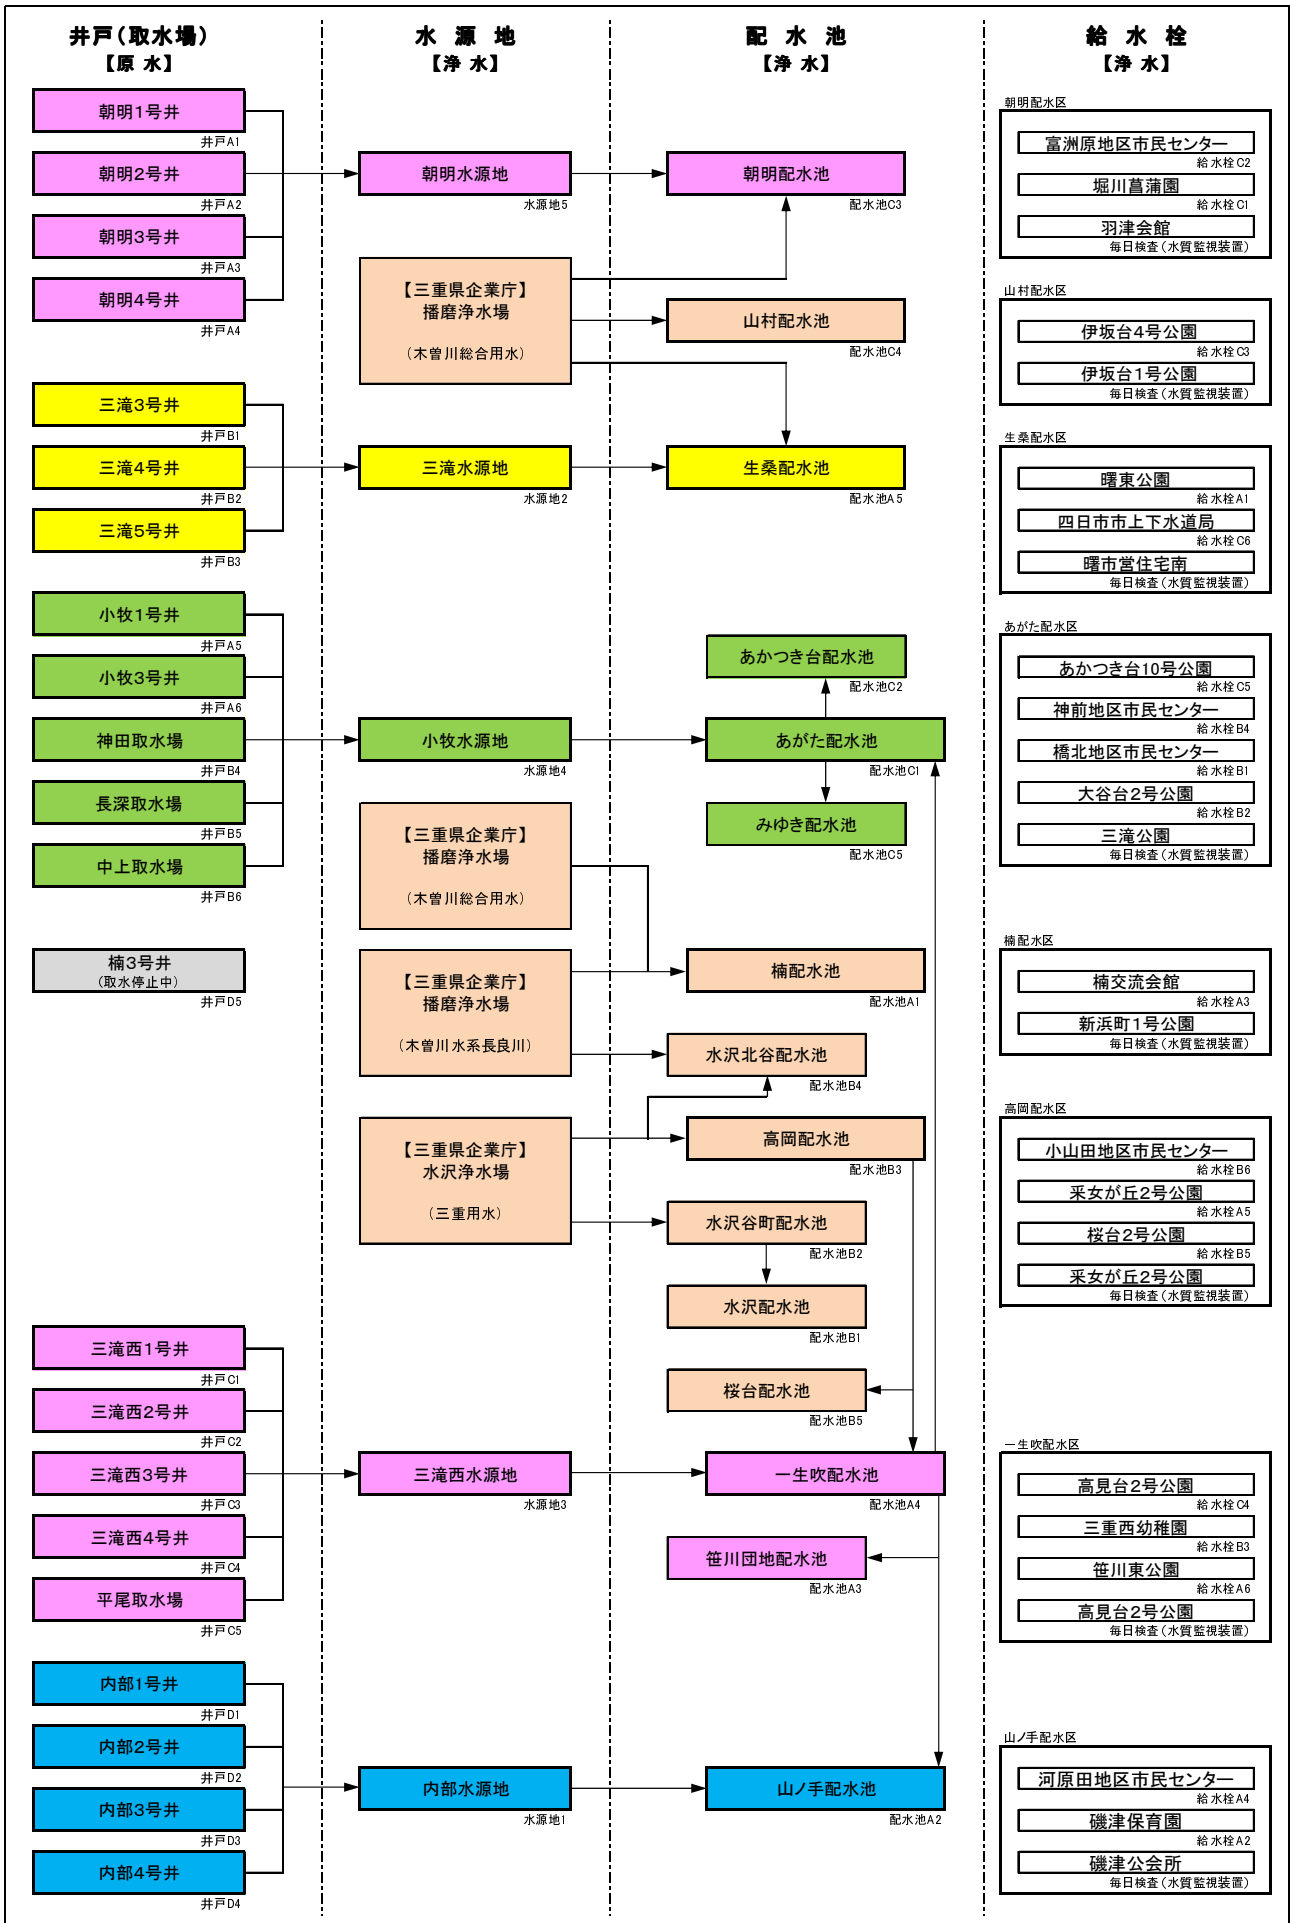 井戸(取水場)
【原 水】
朝明1号井
井戸A1
朝明2号井
井戸A2
朝明3号井
井戸A3
朝明4号井
井戸A4
三滝3号井
井戸B1
三滝4号井
井戸B2
三滝5号井
井戸B3
小牧1号井
井戸A5
小牧3号井
井戸A6
神田取水場
井戸B4
長深取水場
井戸B5
中上取水場
井戸B6
楠3号井
(取水停止中)
井戸D5
三滝西1号井
井戸C1
三滝西2号井
井戸C2
三滝西3号井
井戸C3
三滝西4号井
井戸C4
平尾取水場
井戸C5
内部1号井
井戸D1
内部2号井
井戸D2
内部3号井
井戸D3
内部4号井
井戸D4
水 源 地
【浄 水】
朝明水源地
水源地5
【三重県企業庁】
播磨浄水場
(木曽川総合用水)
三滝水源地
水源地2
小牧水源地
水源地4
【三重県企業庁】
播磨浄水場
(木曽川総合用水)
【三重県企業庁】
播磨浄水場
(木曽川水系長良川)
【三重県企業庁】
水沢浄水場
(三重用水)
三滝西水源地
水源地3
内部水源地
水源地1
配 水 池
【浄 水】
朝明配水池
配水池C3
山村配水池
配水池C4
生桑配水池
配水池A5
あかつき台配水池
配水池C2
あがた配水池
配水池C1
みゆき配水池
配水池C5
楠配水池
配水池A1
水沢北谷配水池
配水池B4
高岡配水池
配水池B3
水沢谷町配水池
配水池B2
水沢配水池
配水池B1
桜台配水池
配水池B5
一生吹配水池
配水池A4
笹川団地配水池
配水池A3
山ノ手配水池
配水池A2
給 水 栓
【浄 水】
朝明配水区
富洲原地区市民センター
給水栓C2
堀川菖蒲園
給水栓C1
羽津会館
毎日検査(水質監視装置)
山村配水区
伊坂台4号公園
給水栓C3
伊坂台1号公園
毎日検査(水質監視装置)
生桑配水区
曙東公園
給水栓A1
四日市市上下水道局
給水栓C6
曙市営住宅南
毎日検査(水質監視装置)
あがた配水区
あかつき台10号公園
給水栓C5
神前地区市民センター
給水栓B4
橋北地区市民センター
給水栓B1
大谷台2号公園
給水栓B2
三滝公園
毎日検査(水質監視装置)
楠配水区
楠交流会館
給水栓A3
新浜町1号公園
毎日検査(水質監視装置)
高岡配水区
小山田地区市民センター
給水栓B6
采女が丘2号公園
給水栓A5
桜台2号公園
給水栓B5
采女が丘2号公園
毎日検査(水質監視装置)
一生吹配水区
高見台2号公園
給水栓C4
三重西幼稚園
給水栓B3
笹川東公園
給水栓A6
高見台2号公園
毎日検査(水質監視装置)
山ノ手配水区
河原田地区市民センター
給水栓A4
磯津保育園
給水栓A2
磯津公会所
毎日検査(水質監視装置)